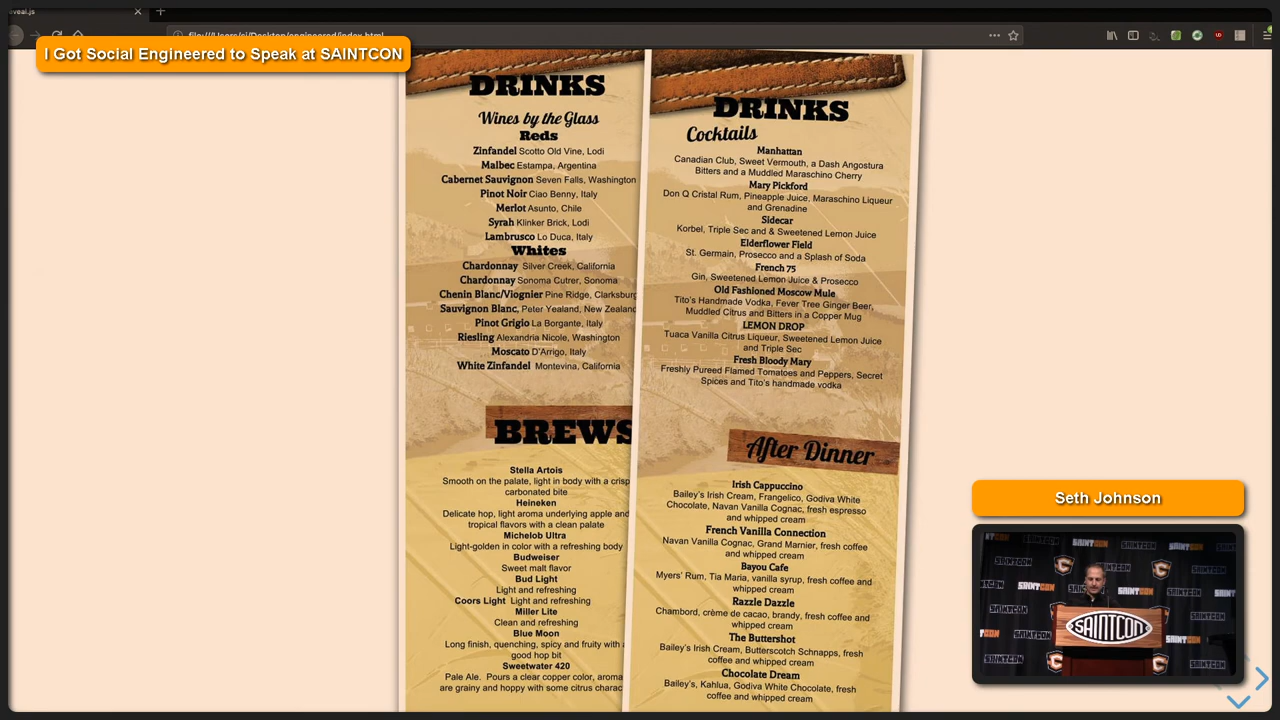 eveal.js
file:///Users/sj/Desktop/engineered/index.html
I Got Social Engineered to Speak at SAINTCON
DRINKS
Wines by the Glass
Reds
Zinfandel Scotto Old Vine, Lodi
Malbec Estampa, Argentina
Cabernet Sauvignon Seven Falls, Washington
Pinot Noir Ciao Benny, Italy
Merlot Asunto, Chile
Syrah Klinker Brick, Lodi
Lambrusco Lo Duca, Italy
Whites
Chardonnay Silver Creek, California
Chardonnay Sonoma Cutrer, Sonoma
Chenin Blanc/Viognier Pine Ridge, Clarksburg
Sauvignon Blanc, Peter Yealand, New Zealand
Pinot Grigio La Borgante, Italy
Riesling Alexandria Nicole, Washington
Moscato D'Arrigo, Italy
White Zinfandel Montevina, California
BREWS
Stella Artois
Smooth on the palate, light in body with a crisp
carbonated bite
Heineken
Delicate hop, light aroma underlying apple and
tropical flavors with a clean palate
Michelob Ultra
Light-golden in color with a refreshing body
Budweiser
Sweet malt flavor
Bud Light
Light and refreshing
Coors Light Light and refreshing
Miller Lite
Clean and refreshing
Blue Moon
Long finish, quenching, spicy and fruity with a
good hop bit
Sweetwater 420
Pale Ale. Pours a clear copper color, aroma
are grainy and hoppy with some citrus charac
DRINKS
Cocktails
Manhattan
Canadian Club, Sweet Vermouth, a Dash Angostura
Bitters and a Muddled Maraschino Cherry
Mary Pickford
Don Q Cristal Rum, Pineapple Juice, Maraschino Liqueur
and Grenadine
Sidecar
Korbel, Triple Sec and & Sweetened Lemon Juice
Elderflower Field
St. Germain, Prosecco and a Splash of Soda
French 75
Gin, Sweetened Lemon Juice & Prosecco
Old Fashioned Moscow Mule
Tito's Handmade Vodka, Fever Tree Ginger Beer,
Muddled Citrus and Bitters in a Copper Mug
LEMON DROP
Tuaca Vanilla Citrus Liqueur, Sweetened Lemon Juice
and Triple Sec
Fresh Bloody Mary
Freshly Pureed Flamed Tomatoes and Peppers, Secret
Spices and Tito's handmade vodka
After Dinner
Irish Cappuccino
Bailey's Irish Cream, Frangelico, Godiva White
Chocolate, Navan Vanilla Cognac, fresh espresso
and whipped cream
French Vanilla Connection
Navan Vanilla Cognac, Grand Marnier, fresh coffee
and whipped cream
Bayou Cafe
Myers' Rum, Tia Maria, vanilla syrup, fresh coffee and
whipped cream
Razzle Dazzle
Chambord, crème de cacao, brandy, fresh coffee and
whipped cream
The Buttershot
Bailey's Irish Cream, Butterscotch Schnapps, fresh
coffee and whipped cream
Chocolate Dream
Bailey's, Kahlua, Godiva White Chocolate, fresh
coffee and whipped cream
Seth Johnson
SAINTCON
SAINTCON
SAINTCON
SAINTCON